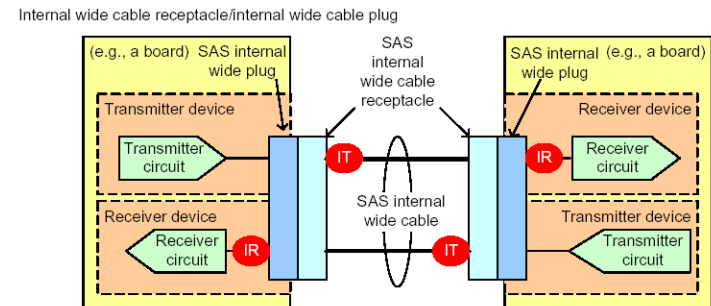 Internal wide cable receptacle/internal wide cable plug
(e.g., a board)
SAS internal
wide plug
SAS
internal
wide cable
receptacle
SAS internal
wide plug
(e.g., a board)
Transmitter device
Transmitter
circuit
IT
IR
Receiver device
Receiver
circuit
SAS internal
wide cable
Receiver device
Receiver
circuit
IR
IT
Transmitter device
Transmitter
circuit